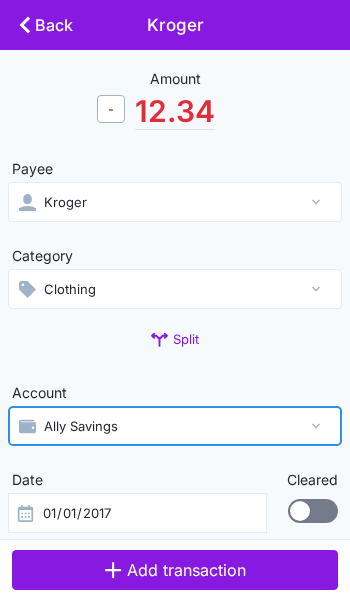 Back
Kroger
Amount
-
12.34
Payee
Kroger
Category
Clothing
Split
Account
Ally Savings
Date
Cleared
01/01/2017
Add transaction